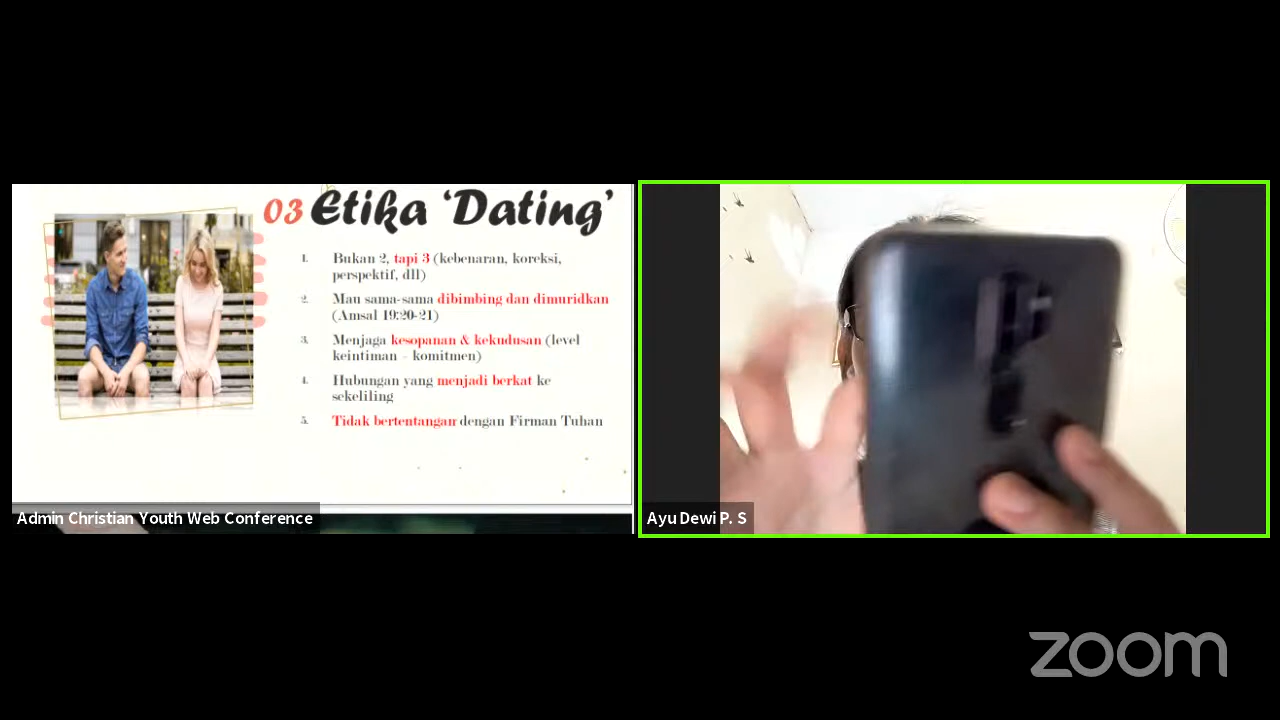 03 Etika ‘Dating’
1. Bukan 2, tapi 3 (kebenaran, koreksi,
perspektif, dll)
2. Mau sama-sama dibimbing dan dimuridkan
(Amsal 19:20-21)
3. Menjaga kesopanan & kekudusan (level
keintiman - komitmen)
4. Hubungan yang menjadi berkat ke
sekeliling
5. Tidak bertentangan dengan Firman Tuhan
Admin Christian Youth Web Conference
Ayu Dewi P. S
zoom